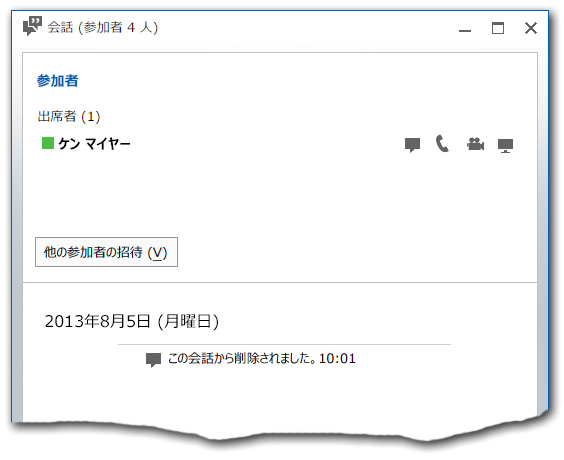 会話 (参加者 4 人)
参加者
出席者 (1)
ケン マイヤー
他の参加者の招待 (V)
2013年8月5日 (月曜日)
この会話から削除されました。10:01